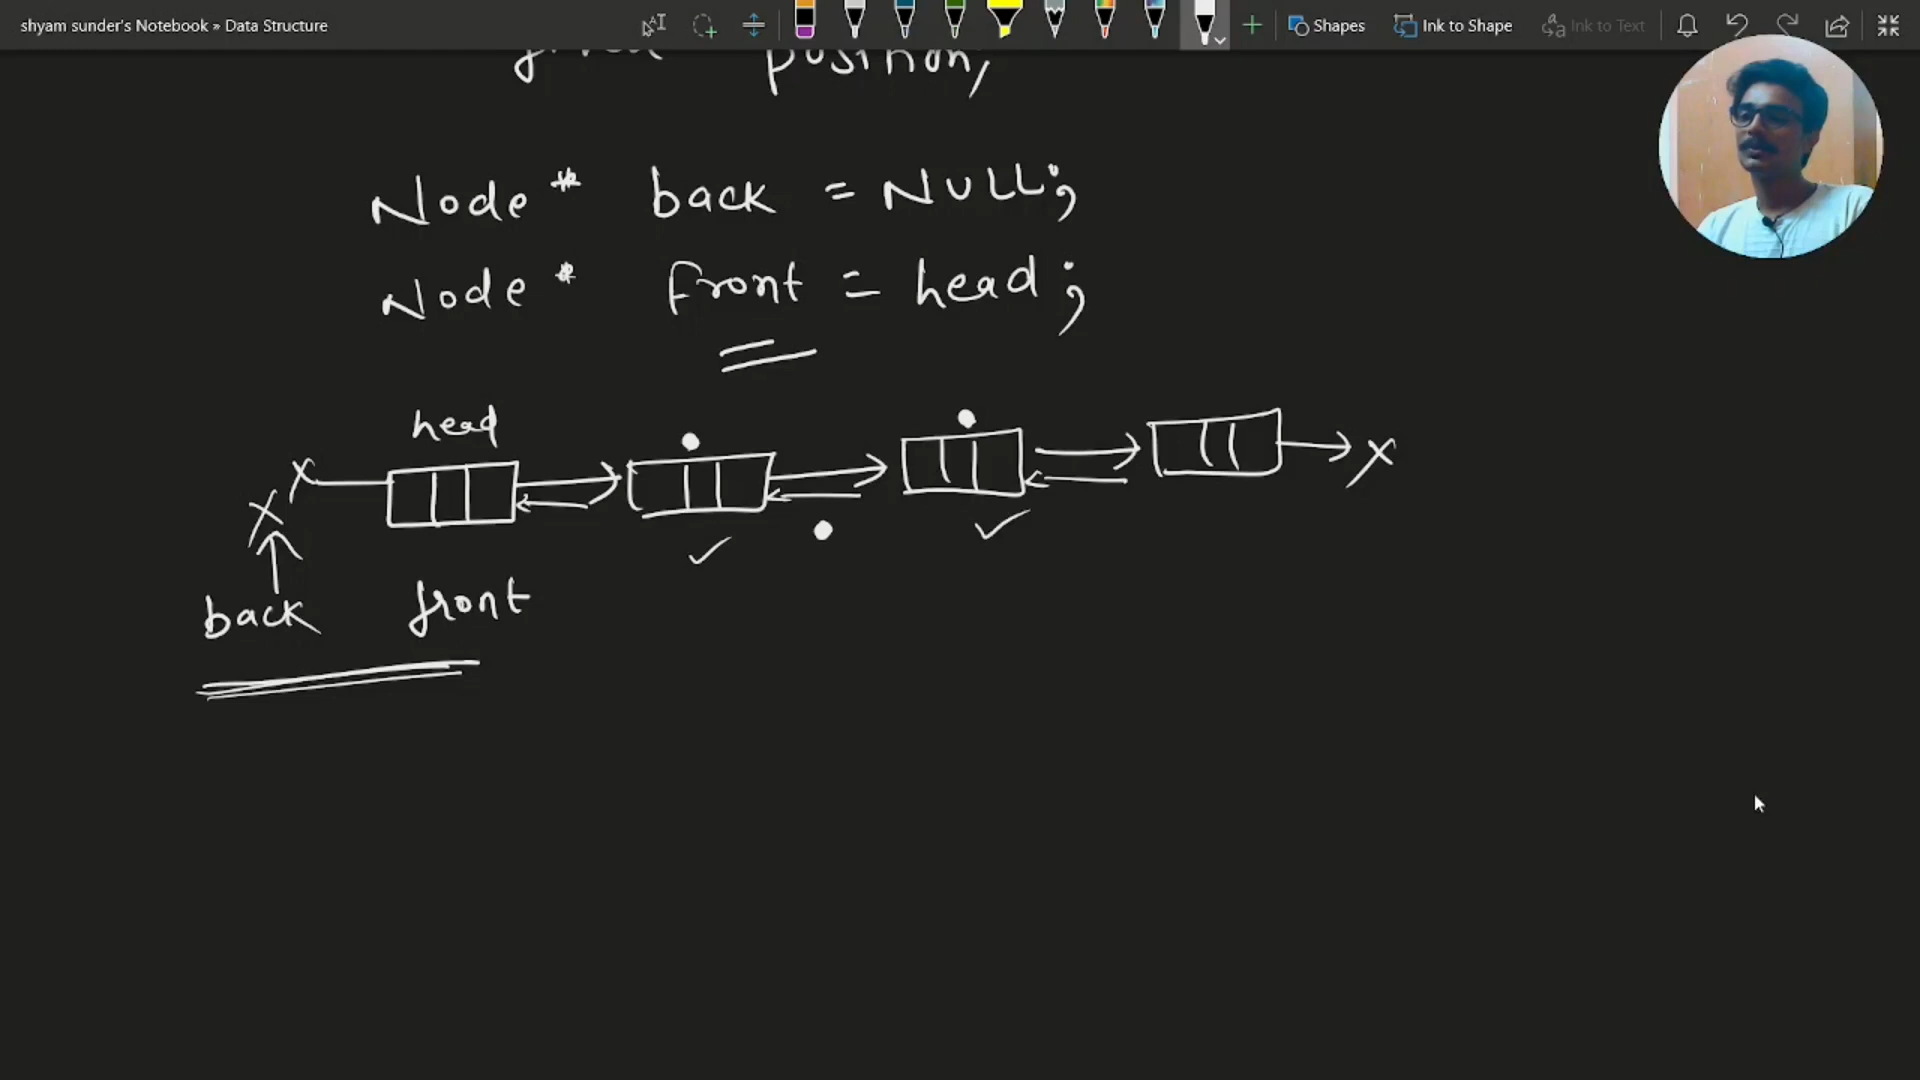 shyam sunder's Notebook » Data Structure
Shapes
Ink to Shape
Ink to Text
position,
Node* back = NULL;
Node* front = head;
head
x
x
x
back front